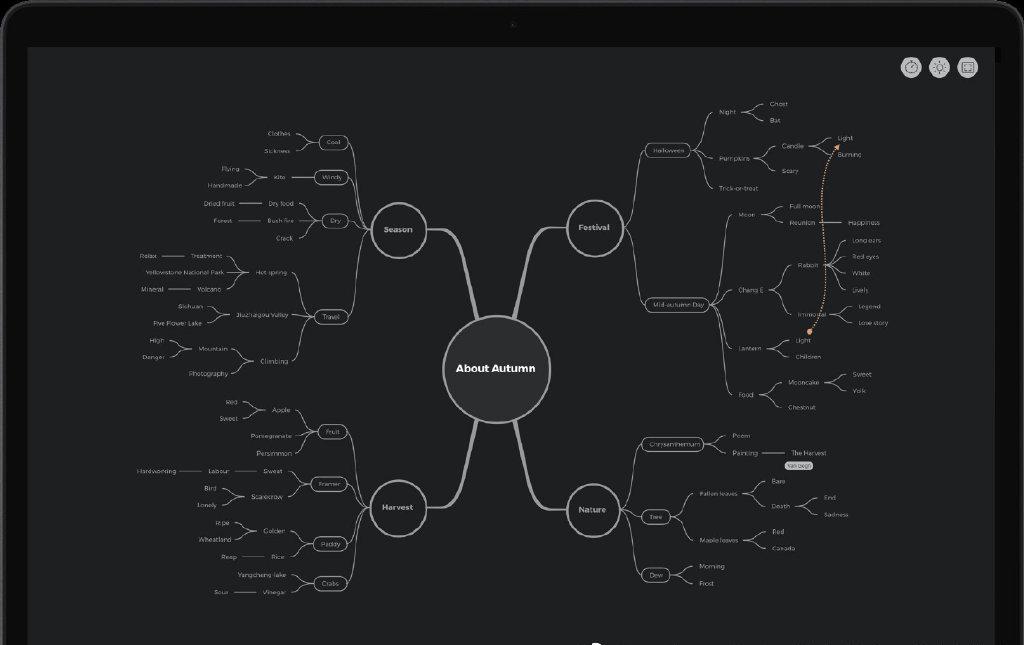 About Autumn
Season
Cool
Clothes
Sickness
Windy
Kite
Flying
Handmade
Dry
Dry food
Dried fruit
Bush fire
Forest
Crack
Travel
Hot spring
Treatment
Relax
Yellowstone National Park
Volcano
Mineral
Jiuzhaigou Valley
Sichuan
Five Flower Lake
Climbing
Mountain
High
Danger
Photography
Harvest
Fruit
Apple
Red
Sweet
Pomegranate
Persimmon
Framer
Sweat
Labour
Hardworking
Scarecrow
Bird
Lonely
Paddy
Golden
Ripe
Wheatland
Rice
Reap
Crabs
Yangcheng lake
Vinegar
Sour
Festival
Halloween
Night
Ghost
Bat
Pumpkins
Candle
Light
Burning
Scary
Trick-or-treat
Mid-autumn Day
Moon
Full moon
Reunion
Happiness
Chang E
Rabbit
Long ears
Red eyes
White
Lively
Immortal
Legend
Love story
Lantern
Light
Children
Food
Mooncake
Sweet
Yolk
Chestnut
Nature
Chrysanthemum
Poem
Painting
The Harvest
Van Gogh
Tree
Fallen leaves
Bare
Death
End
Sadness
Maple leaves
Red
Canada
Dew
Morning
Frost